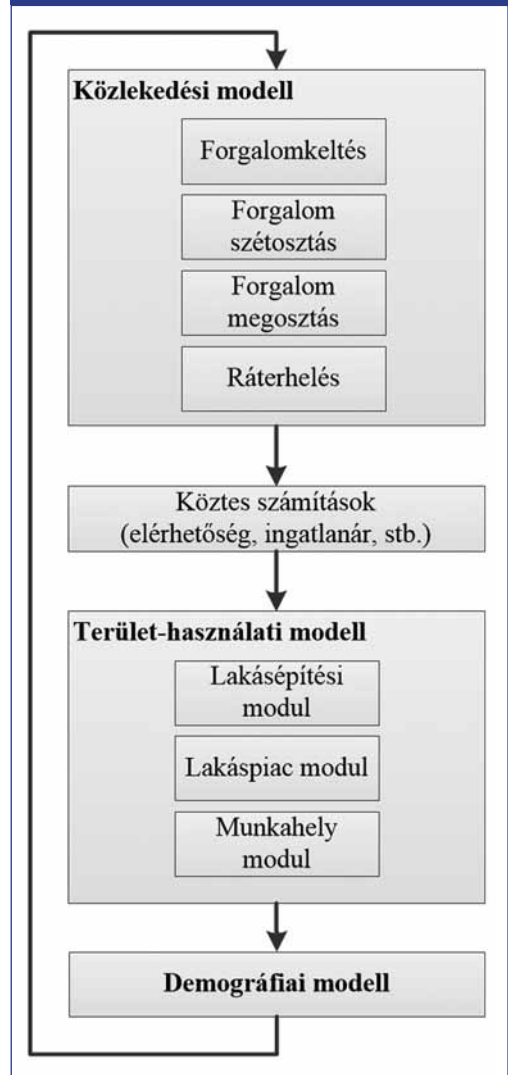 Közlekedési modell
Forgalomkeltés
Forgalom
szétosztás
Forgalom
megosztás
Ráterhelés
Köztes számítások
(elérhetőség, ingatlanár, stb.)
Terület-használati modell
Lakásépítési
modul
Lakáspiac modul
Munkahely
modul
Demográfiai modell